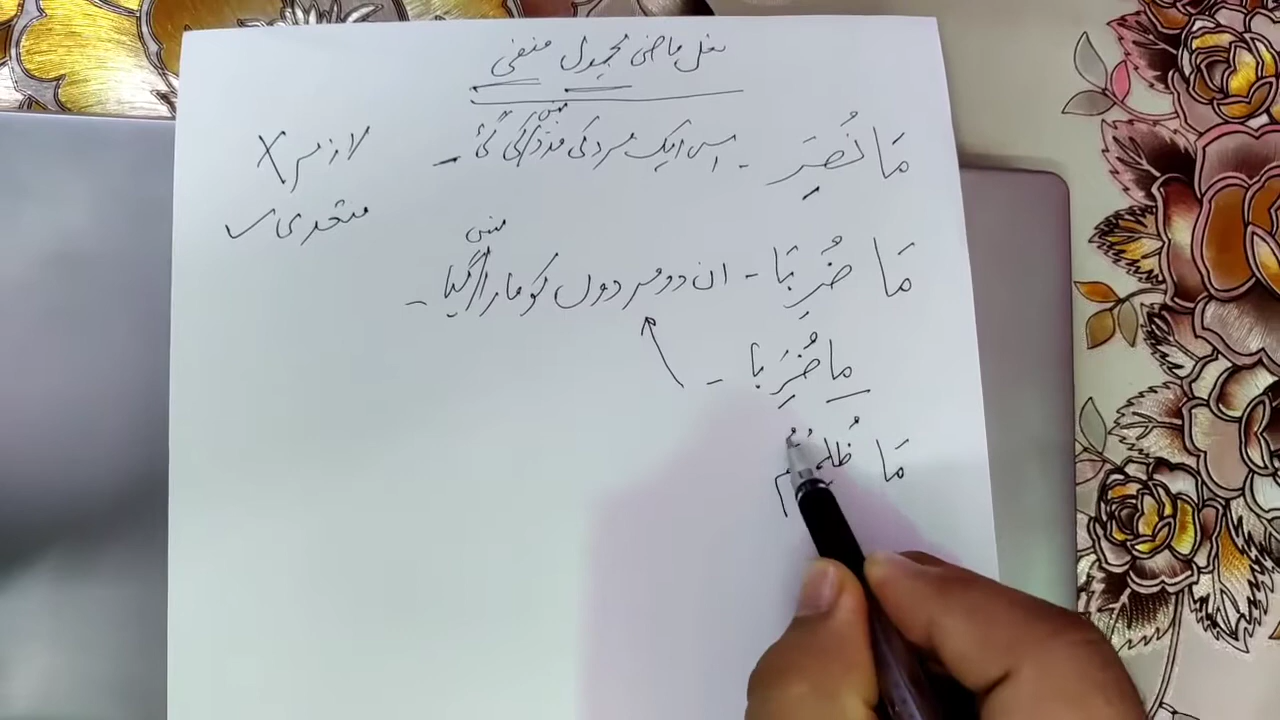 فعل ماضی مجہول منفی
مَا نُصِرَ - اس ایک مرد کی مدد نہیں کی گئی -
لازم X
متعدی ✓
مَا ضُرِبَا - ان دو مردوں کو مارا نہیں گیا -
ما ضُرِبَا -
مَا